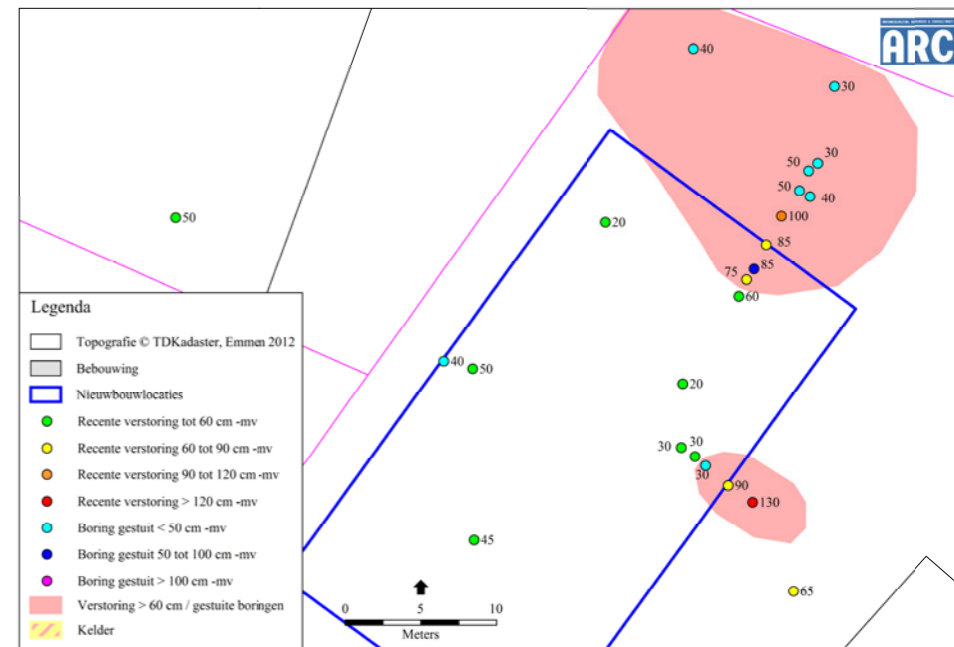 ARC
40
30
30
50
50
40
50
20
100
85
85
75
60
Legenda
Topografie © TDKadaster, Emmen 2012
Bebouwing
Nieuwbouwlocaties
Recente verstoring tot 60 cm -mv
Recente verstoring 60 tot 90 cm -mv
Recente verstoring 90 tot 120 cm -mv
Recente verstoring > 120 cm -mv
Boring gestuit < 50 cm -mv
Boring gestuit 50 tot 100 cm -mv
Boring gestuit > 100 cm -mv
Verstoring > 60 cm / gestuite boringen
Kelder
40
50
20
30
30
30
90
130
45
65
0 5 10
Meters